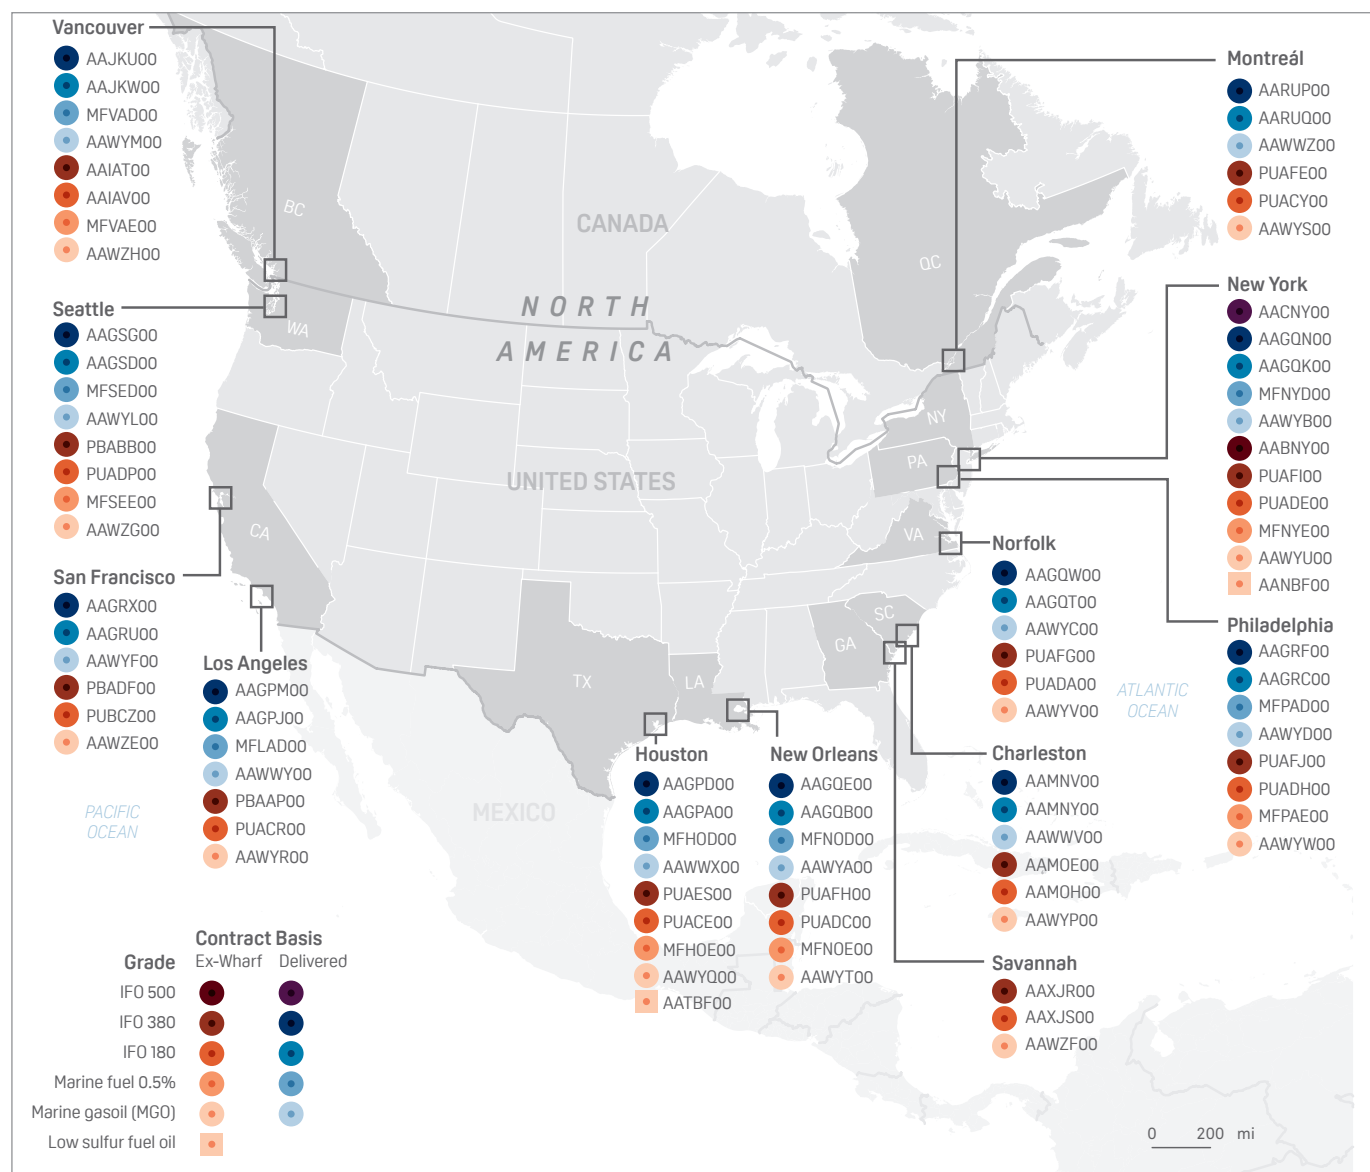 Vancouver
AAJKU00
AAJKW00
MFVAD00
AAWYM00
AAIAT00
AAIAV00
MFVAE00
AAWZH00
Seattle
AAGSG00
AAGSD00
MFSED00
AAWYL00
PBABB00
PUADP00
MFSEE00
AAWZG00
San Francisco
AAGRX00
AAGRU00
AAWYF00
PBADF00
PUBCZ00
AAWZE00
Los Angeles
AAGPM00
AAGPJ00
MFLAD00
AAWWY00
PBAAP00
PUACR00
AAWYR00
Houston
AAGPD00
AAGPA00
MFHOD00
AAWWX00
PUAES00
PUACE00
MFHOE00
AAWYQ00
AATBF00
New Orleans
AAGQE00
AAGQB00
MFNOD00
AAWYA00
PUAFH00
PUADC00
MFNOE00
AAWYT00
Montreál
AARUP00
AARUQ00
AAWWZ00
PUAFE00
PUACY00
AAWYS00
New York
AACNY00
AAGQN00
AAGQK00
MFNYD00
AAWYB00
AABNY00
PUAFI00
PUADE00
MFNYE00
AAWYU00
AANBF00
Philadelphia
AAGRF00
AAGRC00
MFPAD00
AAWYD00
PUAFJ00
PUADH00
MFPAE00
AAWYW00
Norfolk
AAGQW00
AAGQT00
AAWYC00
PUAFG00
PUADA00
AAWYV00
Charleston
AAMNV00
AAMNY00
AAWWV00
AAMOE00
AAMOH00
AAWYP00
Savannah
AAXJR00
AAXJS00
AAWZF00
CANADA
NORTH
AMERICA
UNITED STATES
MEXICO
BC
WA
CA
TX
LA
GA
SC
VA
PA
NY
QC
PACIFIC
OCEAN
ATLANTIC
OCEAN
Contract Basis
Grade Ex-Wharf Delivered
IFO 500
IFO 380
IFO 180
Marine fuel 0.5%
Marine gasoil (MGO)
Low sulfur fuel oil
0 200 mi